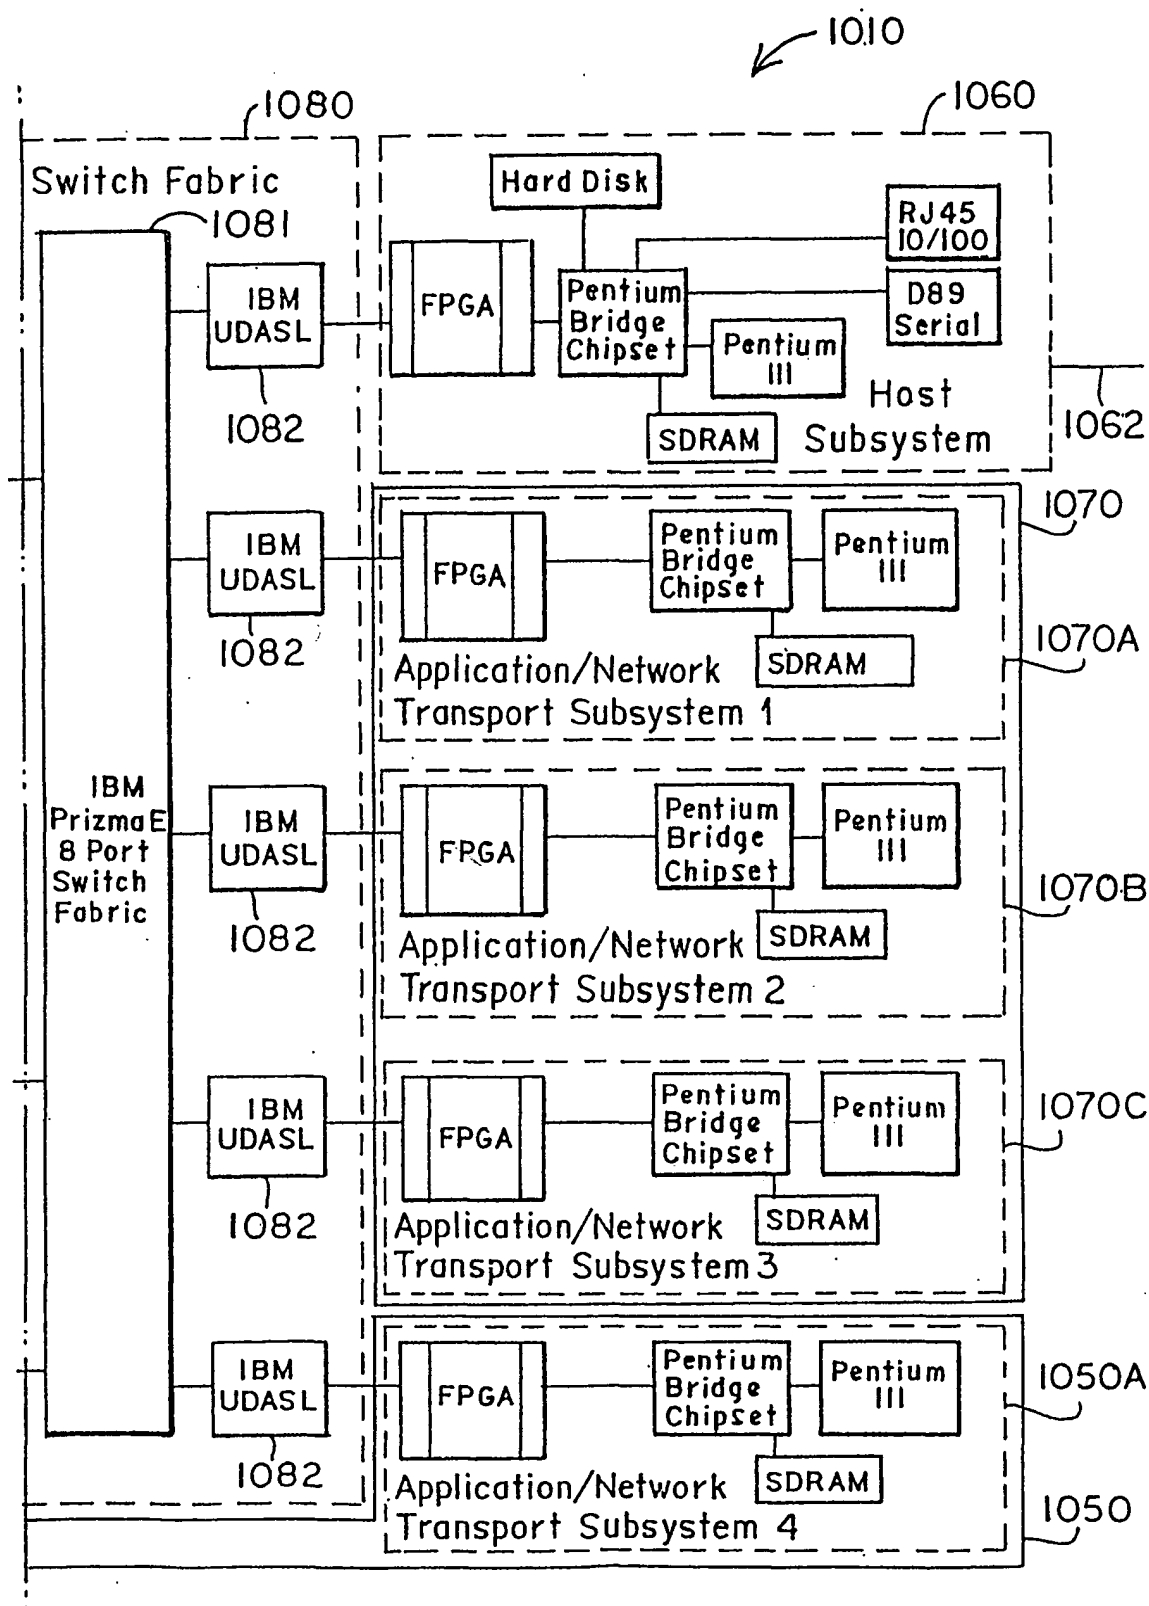 1010
1080
1060
Switch Fabric
1081
Hard Disk
RJ45
10/100
IBM
UDASL
FPGA
Pentium
Bridge
Chipset
D89
Serial
Pentium
III
1082
SDRAM
Host
Subsystem
1062
1070
IBM
UDASL
FPGA
Pentium
Bridge
Chipset
Pentium
III
1082
SDRAM
1070A
Application/Network
Transport Subsystem 1
IBM
PrizmaE
8 Port
Switch
Fabric
IBM
UDASL
FPGA
Pentium
Bridge
Chipset
Pentium
III
1070B
1082
SDRAM
Application/Network
Transport Subsystem 2
IBM
UDASL
FPGA
Pentium
Bridge
Chipset
Pentium
III
1070C
1082
SDRAM
Application/Network
Transport Subsystem 3
IBM
UDASL
FPGA
Pentium
Bridge
Chipset
Pentium
III
1050A
1082
SDRAM
Application/Network
Transport Subsystem 4
1050